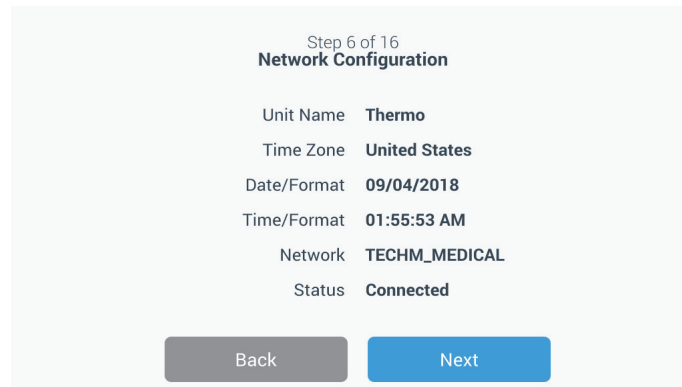 Step 6 of 16
Network Configuration
Unit Name Thermo
Time Zone United States
Date/Format 09/04/2018
Time/Format 01:55:53 AM
Network TECHM_MEDICAL
Status Connected
Back Next